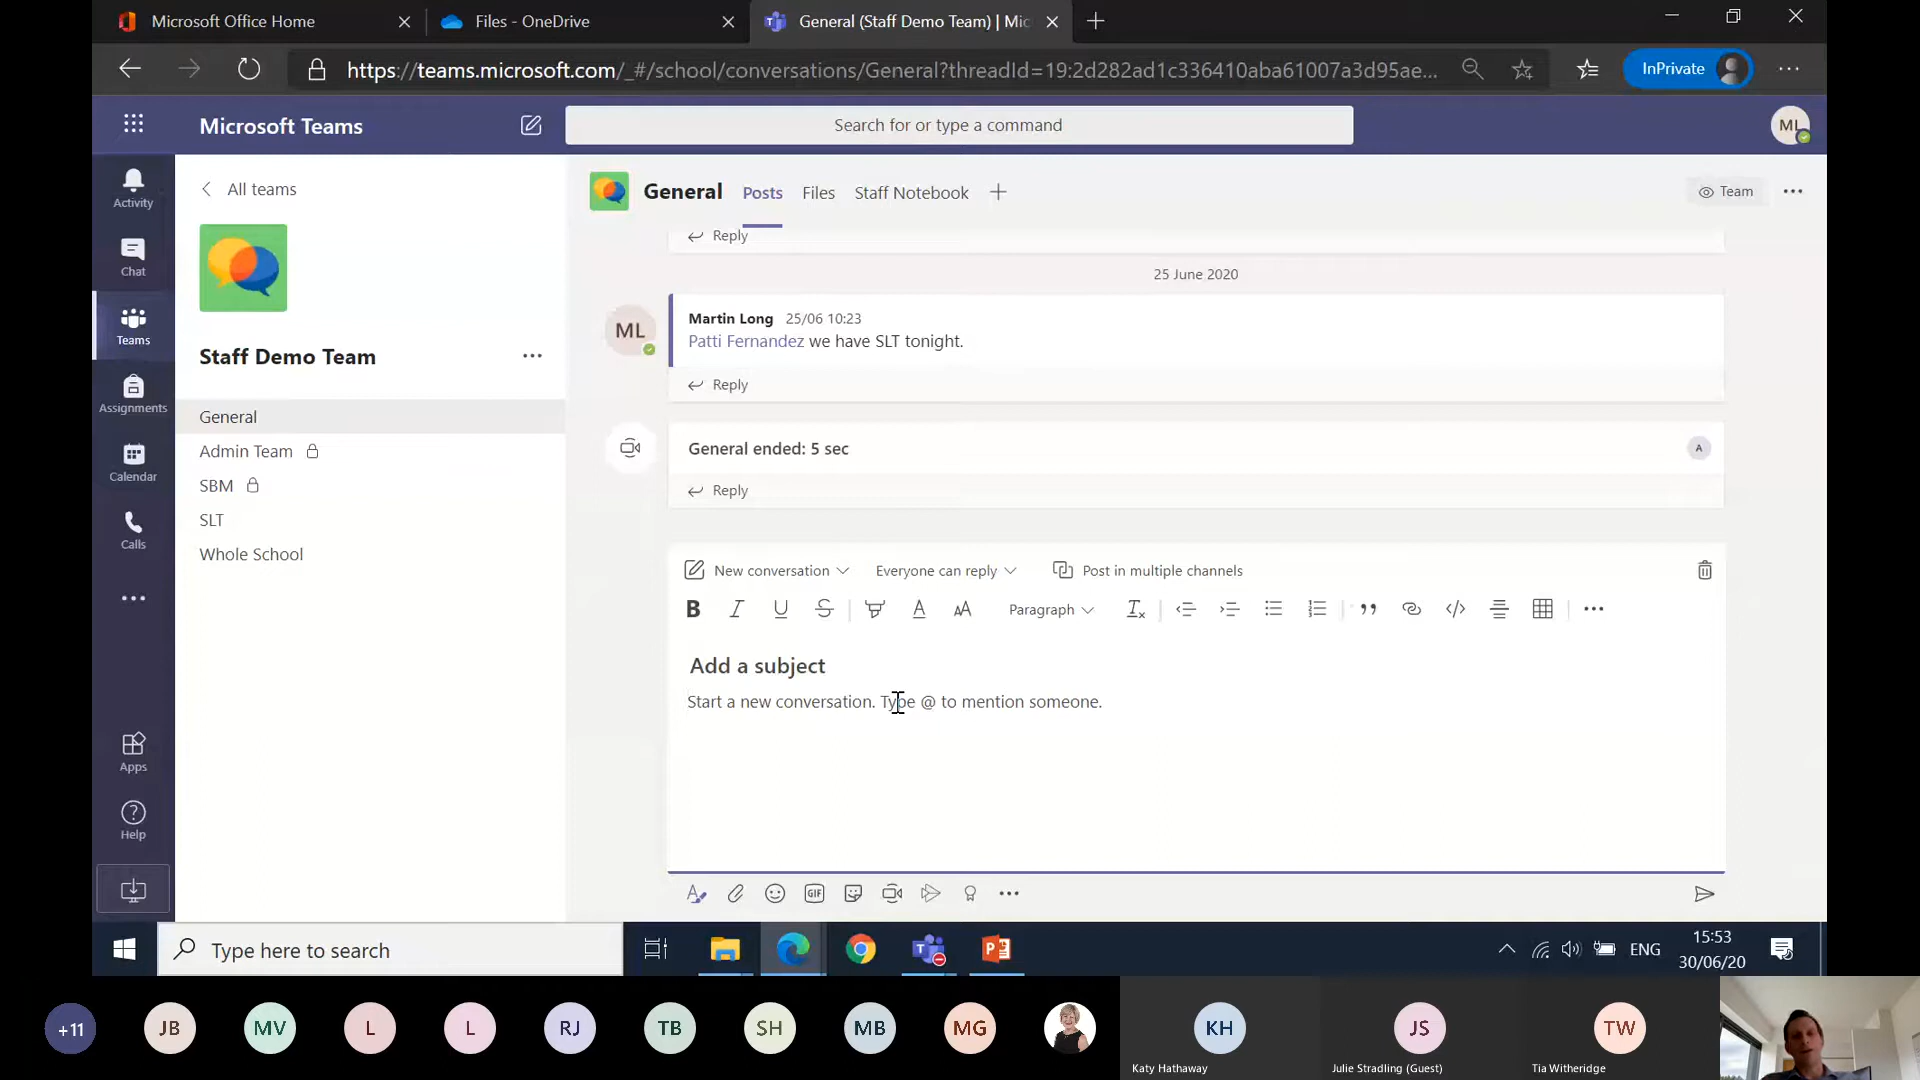 Microsoft Office Home
Files - OneDrive
General (Staff Demo Team) | Mic
https://teams.microsoft.com/_#/school/conversations/General?threadId=19:2d282ad1c336410aba61007a3d95ae...
InPrivate
Microsoft Teams
Search for or type a command
ML
Activity
Chat
Teams
Assignments
Calendar
Calls
Apps
Help
All teams
Staff Demo Team
General
Admin Team
SBM
SLT
Whole School
General
Posts
Files
Staff Notebook
Team
Reply
25 June 2020
ML
Martin Long 25/06 10:23
Patti Fernandez we have SLT tonight.
Reply
General ended: 5 sec
A
Reply
New conversation
Everyone can reply
Post in multiple channels
B I U S A AA Paragraph
Add a subject
Start a new conversation. Type @ to mention someone.
GIF
Type here to search
ENG
15:53
30/06/20
+11
JB
MV
L
L
RJ
TB
SH
MB
MG
KH
Katy Hathaway
JS
Julie Stradling (Guest)
TW
Tia Witheridge